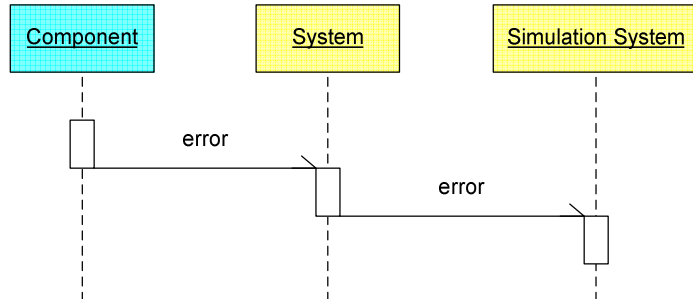 Component
System
Simulation System
error
error